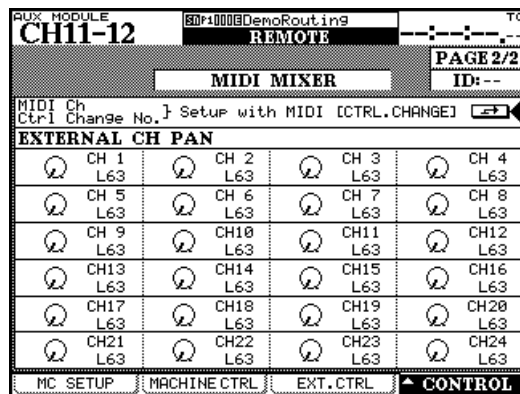 AUX MODULE
CH11-12
DemoRouting
REMOTE
--:--:--.--
TC
PAGE 2/2
MIDI MIXER
ID: --
MIDI Ch
Ctrl Change No. } Setup with MIDI [CTRL.CHANGE]
EXTERNAL CH PAN
CH 1 CH 2 CH 3 CH 4
L63 L63 L63 L63
CH 5 CH 6 CH 7 CH 8
L63 L63 L63 L63
CH 9 CH10 CH11 CH12
L63 L63 L63 L63
CH13 CH14 CH15 CH16
L63 L63 L63 L63
CH17 CH18 CH19 CH20
L63 L63 L63 L63
CH21 CH22 CH23 CH24
L63 L63 L63 L63
MC SETUP MACHINE CTRL EXT.CTRL CONTROL